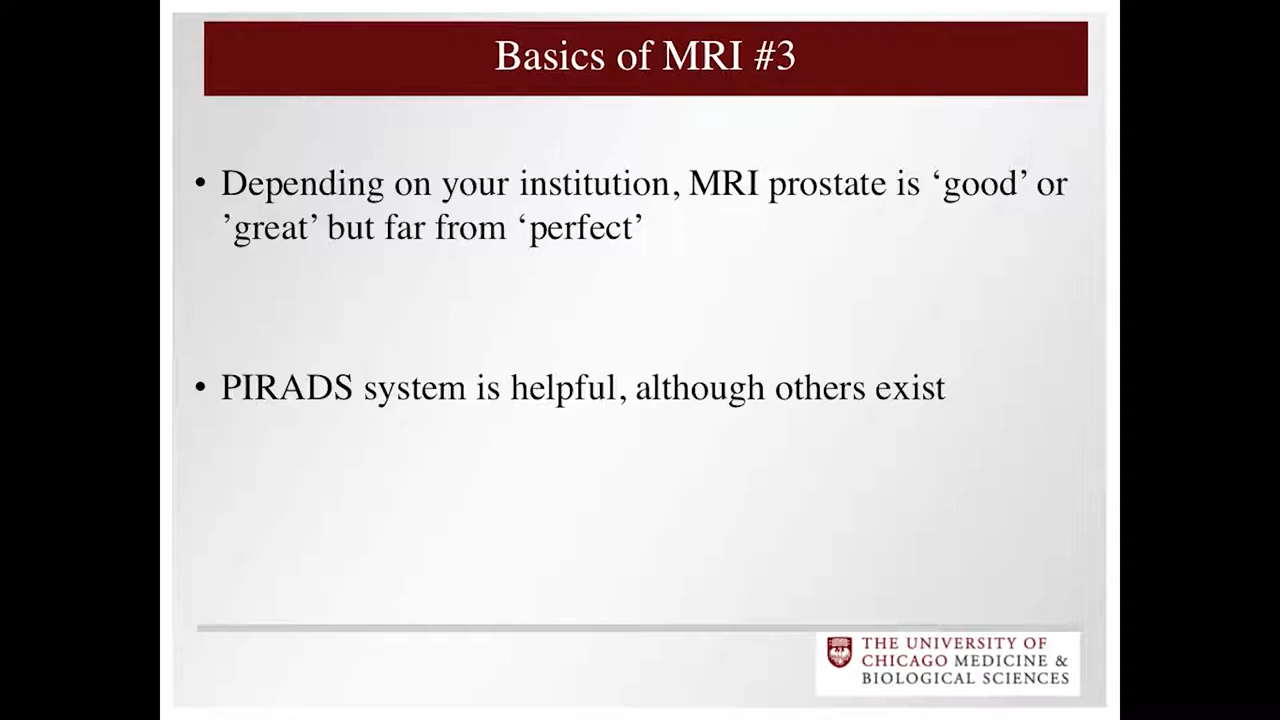 Basics of MRI #3
• Depending on your institution, MRI prostate is ‘good’ or
’great’ but far from ‘perfect’
• PIRADS system is helpful, although others exist
THE UNIVERSITY OF
CHICAGO MEDICINE &
BIOLOGICAL SCIENCES